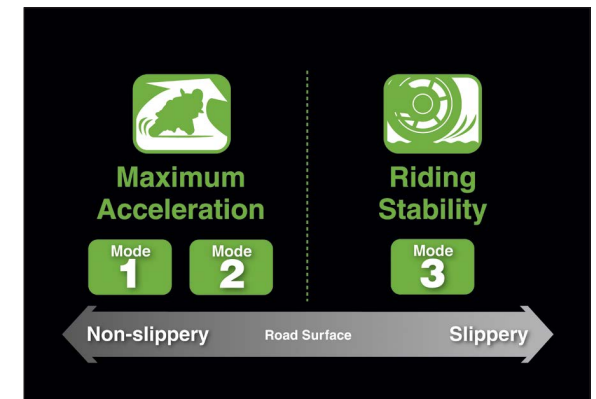 Maximum
Acceleration
Riding
Stability
Mode
1
Mode
2
Mode
3
Non-slippery
Road Surface
Slippery